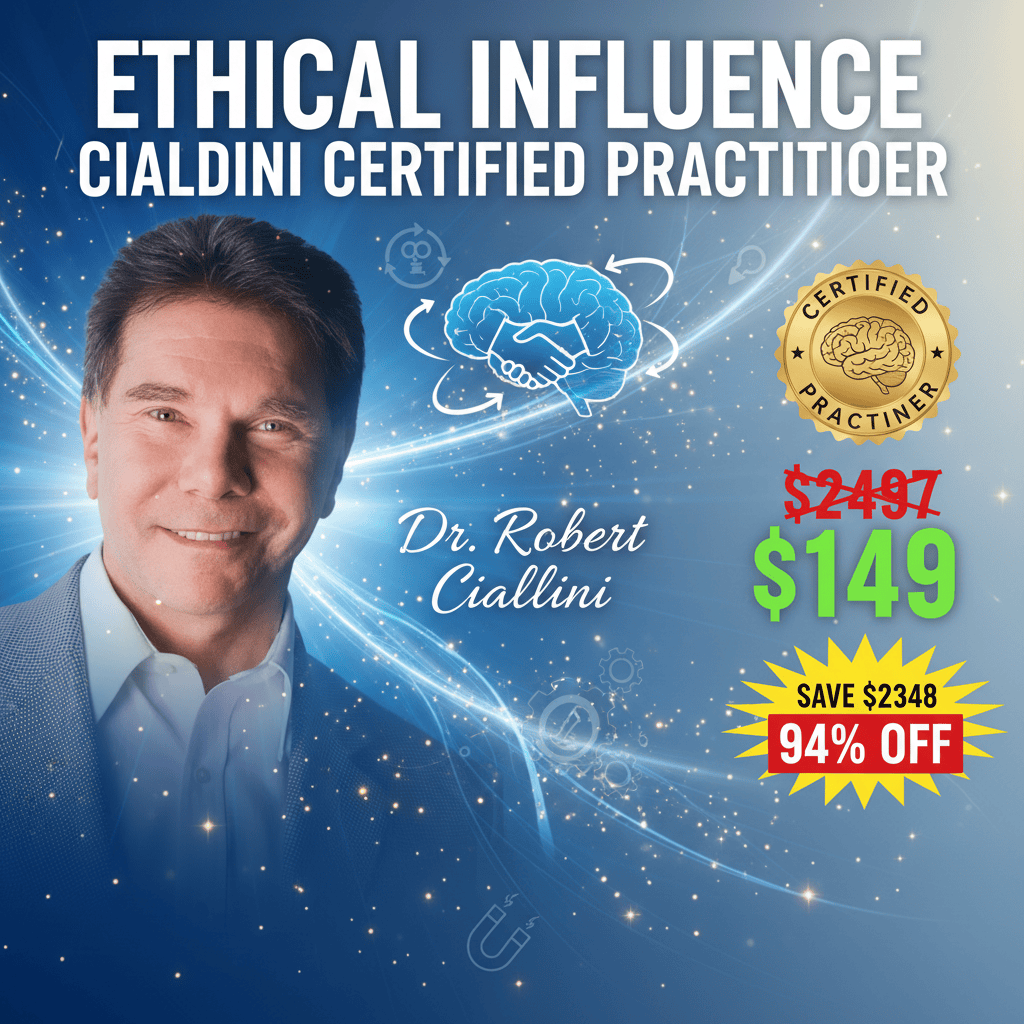 ETHICAL INFLUENCE
CIALDINI CERTIFIED PRACTITIOER
CERTIFIED
PRACTINER
$2497
$149
Dr. Robert
Ciallini
SAVE $2348
94% OFF